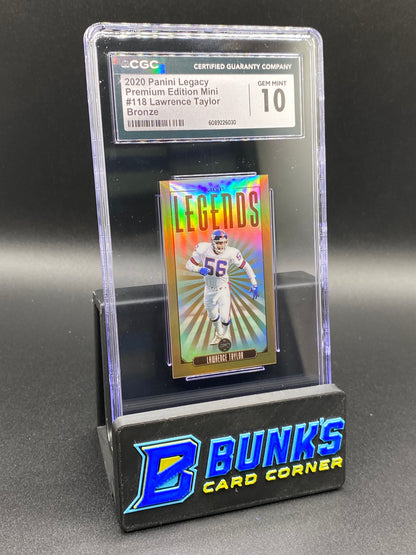 CGC
CERTIFIED GUARANTY COMPANY
2020 Panini Legacy
Premium Edition Mini
#118 Lawrence Taylor
Bronze
GEM MINT
10
6089226030
LEGENDS
56
LAWRENCE TAYLOR
B BUNK'S
CARD CORNER